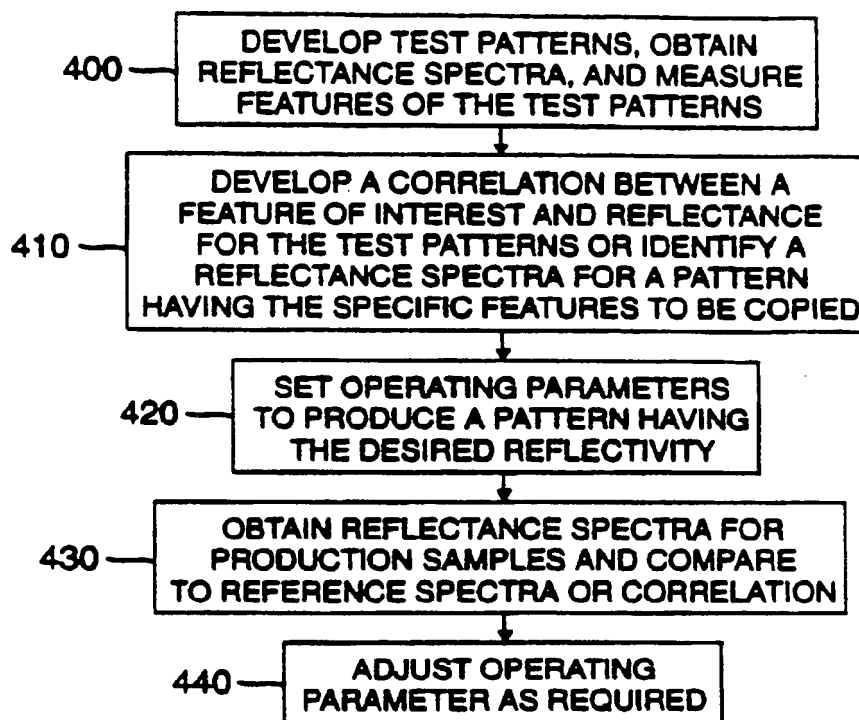 DEVELOP TEST PATTERNS, OBTAIN
400
REFLECTANCE SPECTRA, AND MEASURE
FEATURES OF THE TEST PATTERNS
DEVELOP A CORRELATION BETWEEN A
FEATURE OF INTEREST AND REFLECTANCE
410
FOR THE TEST PATTERNS OR IDENTIFY A
REFLECTANCE SPECTRA FOR A PATTERN
HAVING THE SPECIFIC FEATURES TO BE COPIED
SET OPERATING PARAMETERS
420
TO PRODUCE A PATTERN HAVING
THE DESIRED REFLECTIVITY
OBTAIN REFLECTANCE SPECTRA FOR
430
PRODUCTION SAMPLES AND COMPARE
TO REFERENCE SPECTRA OR CORRELATION
ADJUST OPERATING
440
PARAMETER AS REQUIRED